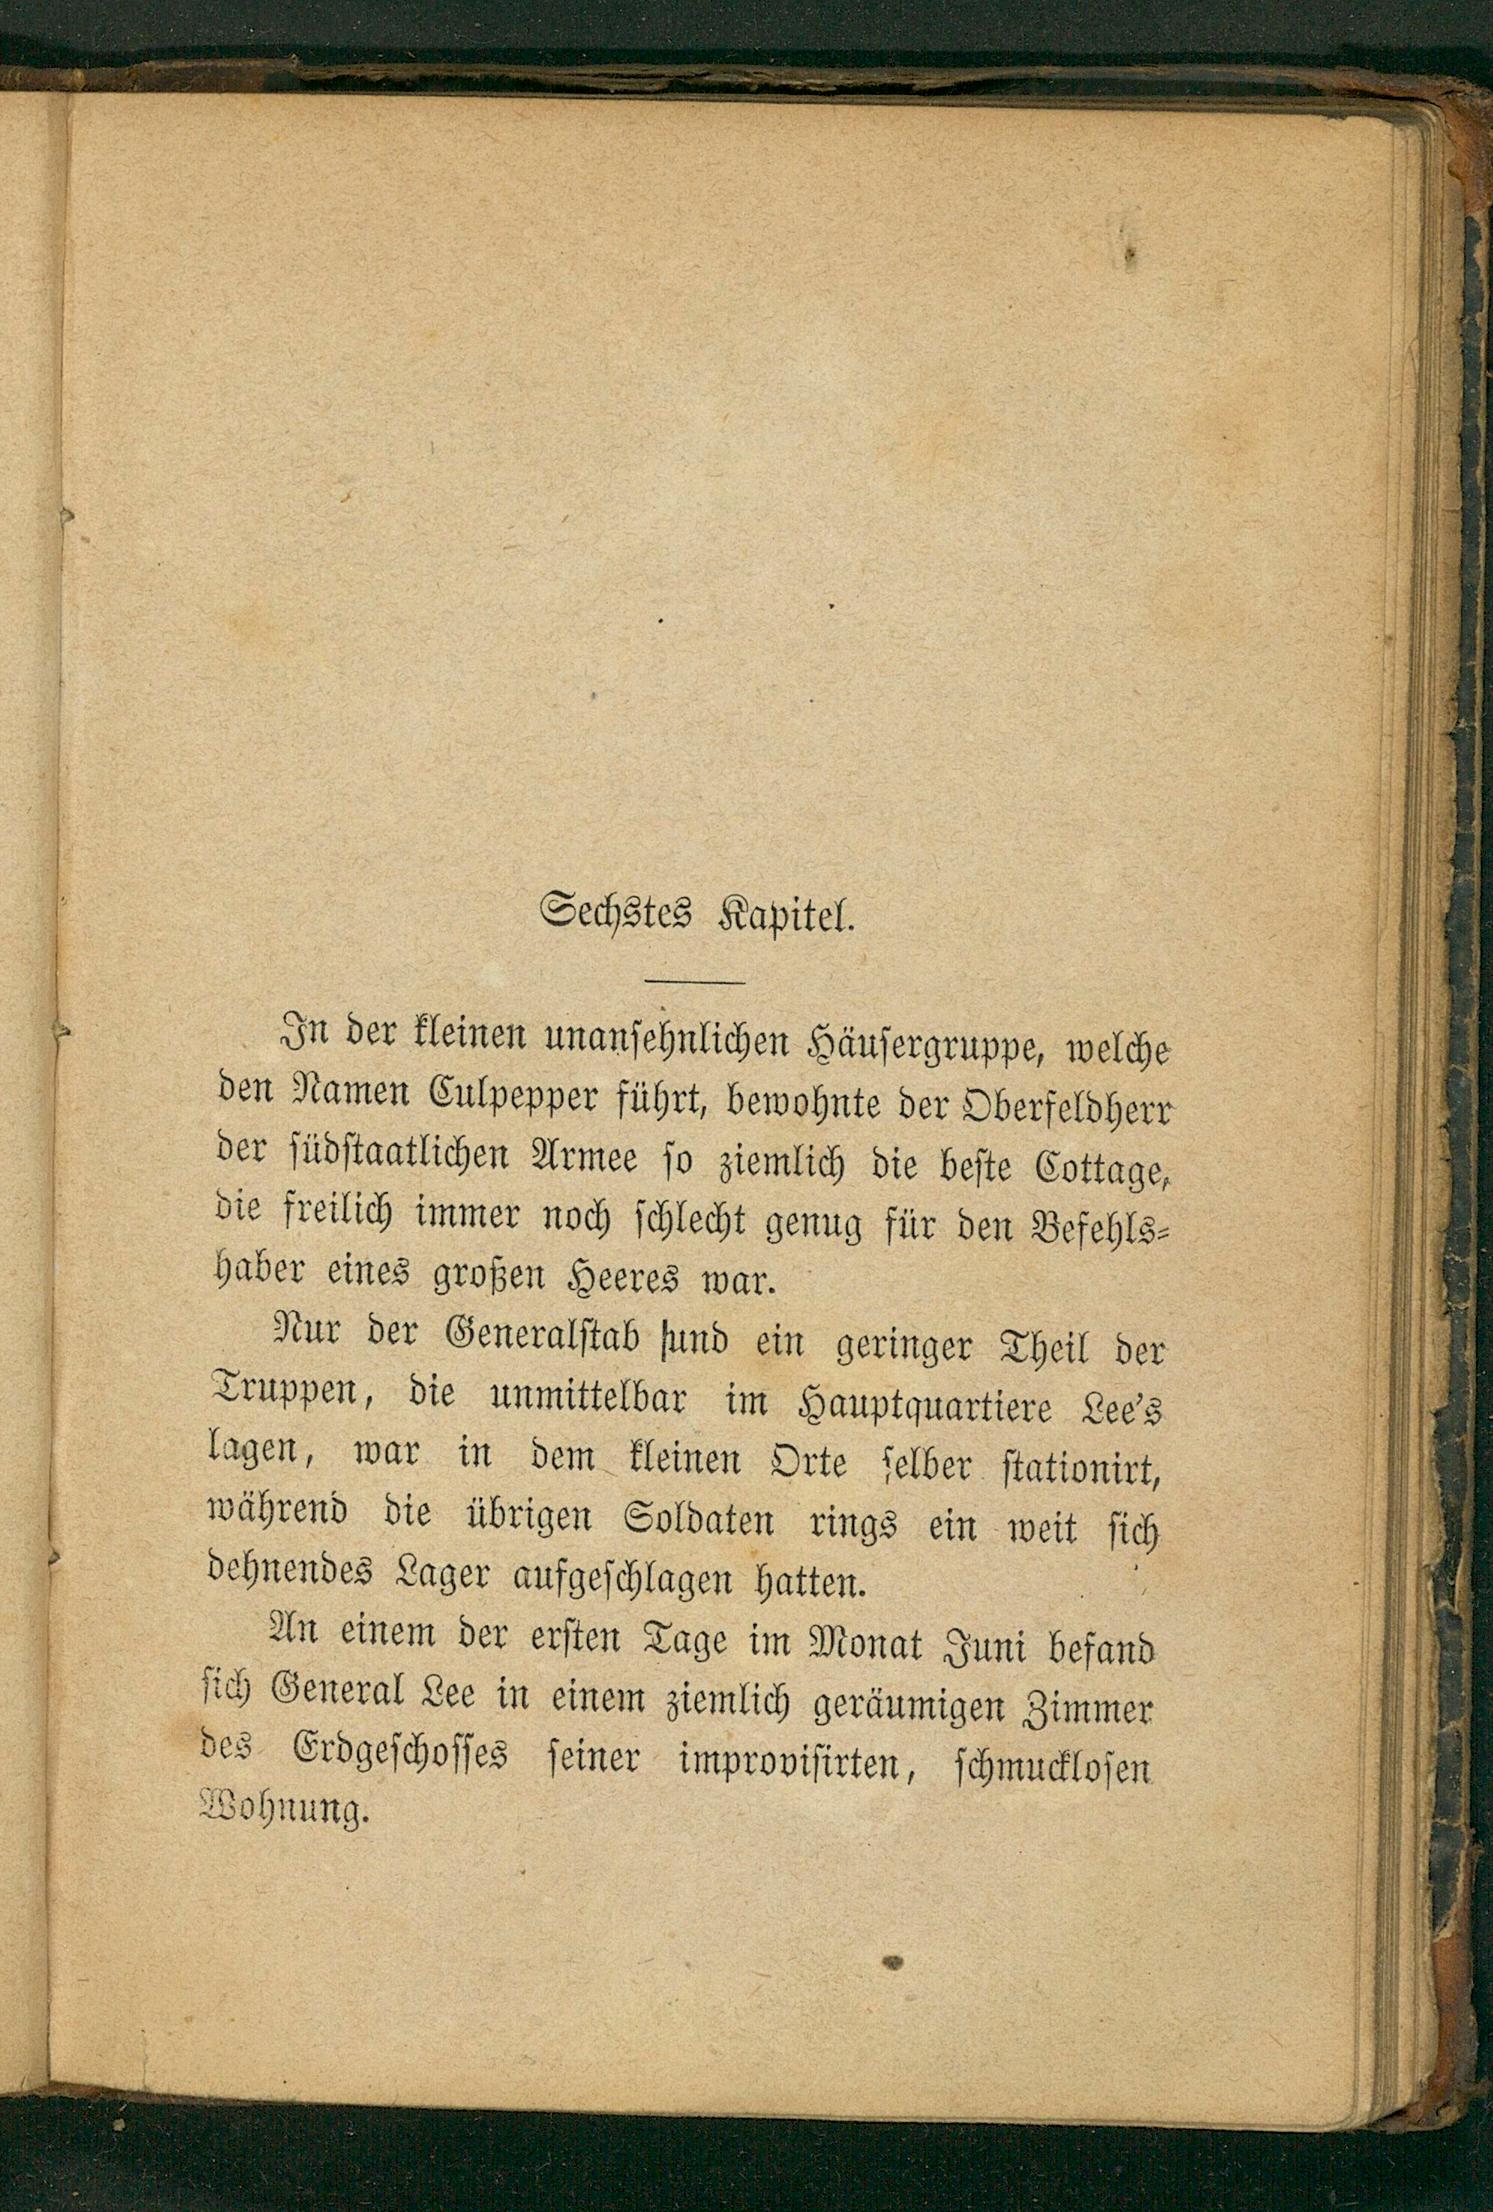 Sechstes Kapitel.
In der kleinen unansehnlichen Häusergruppe, welche
den Namen Culpepper führt, bewohnte der Oberfeldherr
der südstaatlichen Armee so ziemlich die beste Cottage,
die freilich immer noch schlecht genug für den Befehls-
haber eines großen Heeres war.
Nur der Generalstab und ein geringer Theil der
Truppen, die unmittelbar im Hauptquartiere Lee's
lagen, war in dem kleinen Orte selber stationirt,
während die übrigen Soldaten rings ein weit sich
dehnendes Lager aufgeschlagen hatten.
An einem der ersten Tage im Monat Juni befand
sich General Lee in einem ziemlich geräumigen Zimmer
des Erdgeschosses seiner improvisirten, schmucklosen
Wohnung.